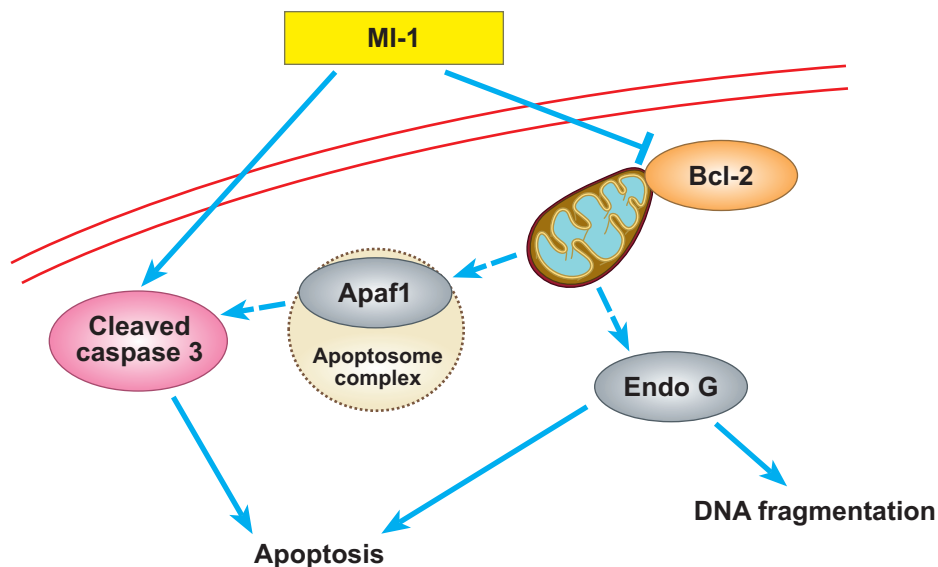 MI-1
Bcl-2
Apaf1
Cleaved
caspase 3
Apoptosome
complex
Endo G
DNA fragmentation
Apoptosis